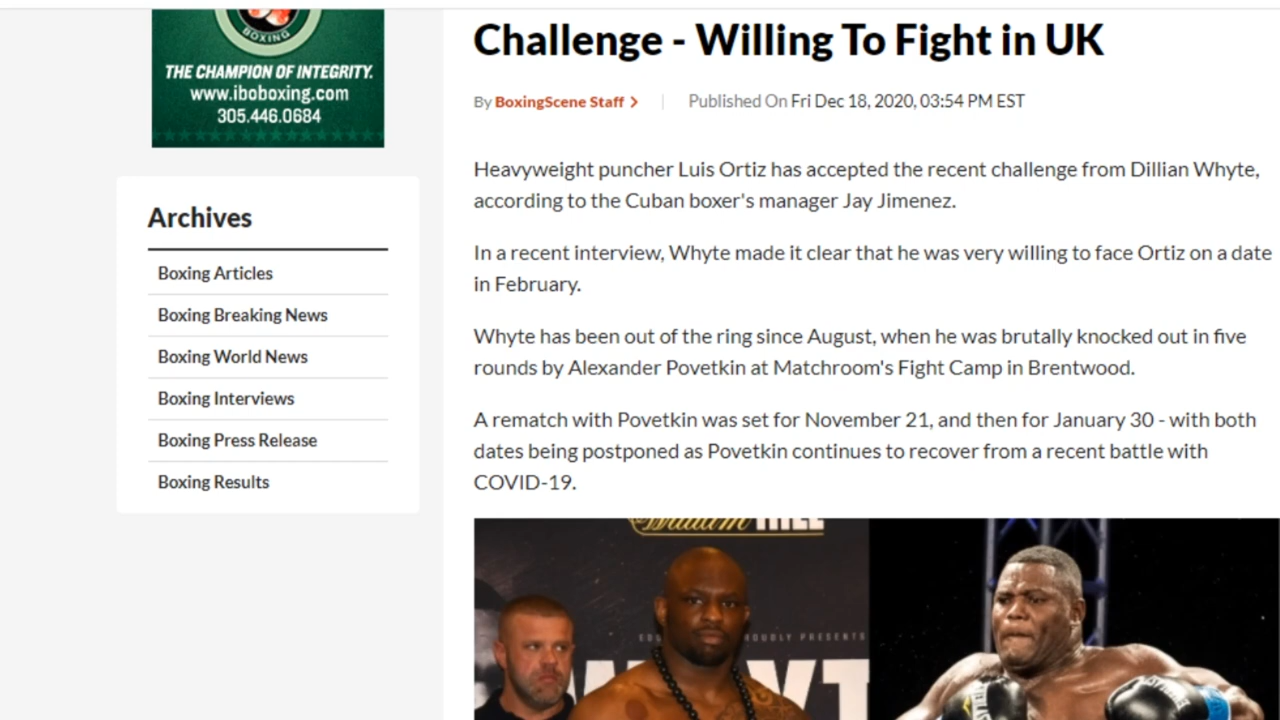 BOXING
THE CHAMPION OF INTEGRITY.
www.iboboxing.com
305.446.0684
Archives
Boxing Articles
Boxing Breaking News
Boxing World News
Boxing Interviews
Boxing Press Release
Boxing Results
Challenge - Willing To Fight in UK
By BoxingScene Staff
Published On Fri Dec 18, 2020, 03:54 PM EST
Heavyweight puncher Luis Ortiz has accepted the recent challenge from Dillian Whyte,
according to the Cuban boxer's manager Jay Jimenez.
In a recent interview, Whyte made it clear that he was very willing to face Ortiz on a date
in February.
Whyte has been out of the ring since August, when he was brutally knocked out in five
rounds by Alexander Povetkin at Matchroom's Fight Camp in Brentwood.
A rematch with Povetkin was set for November 21, and then for January 30 - with both
dates being postponed as Povetkin continues to recover from a recent battle with
COVID-19.
William HILL
PRESENTS